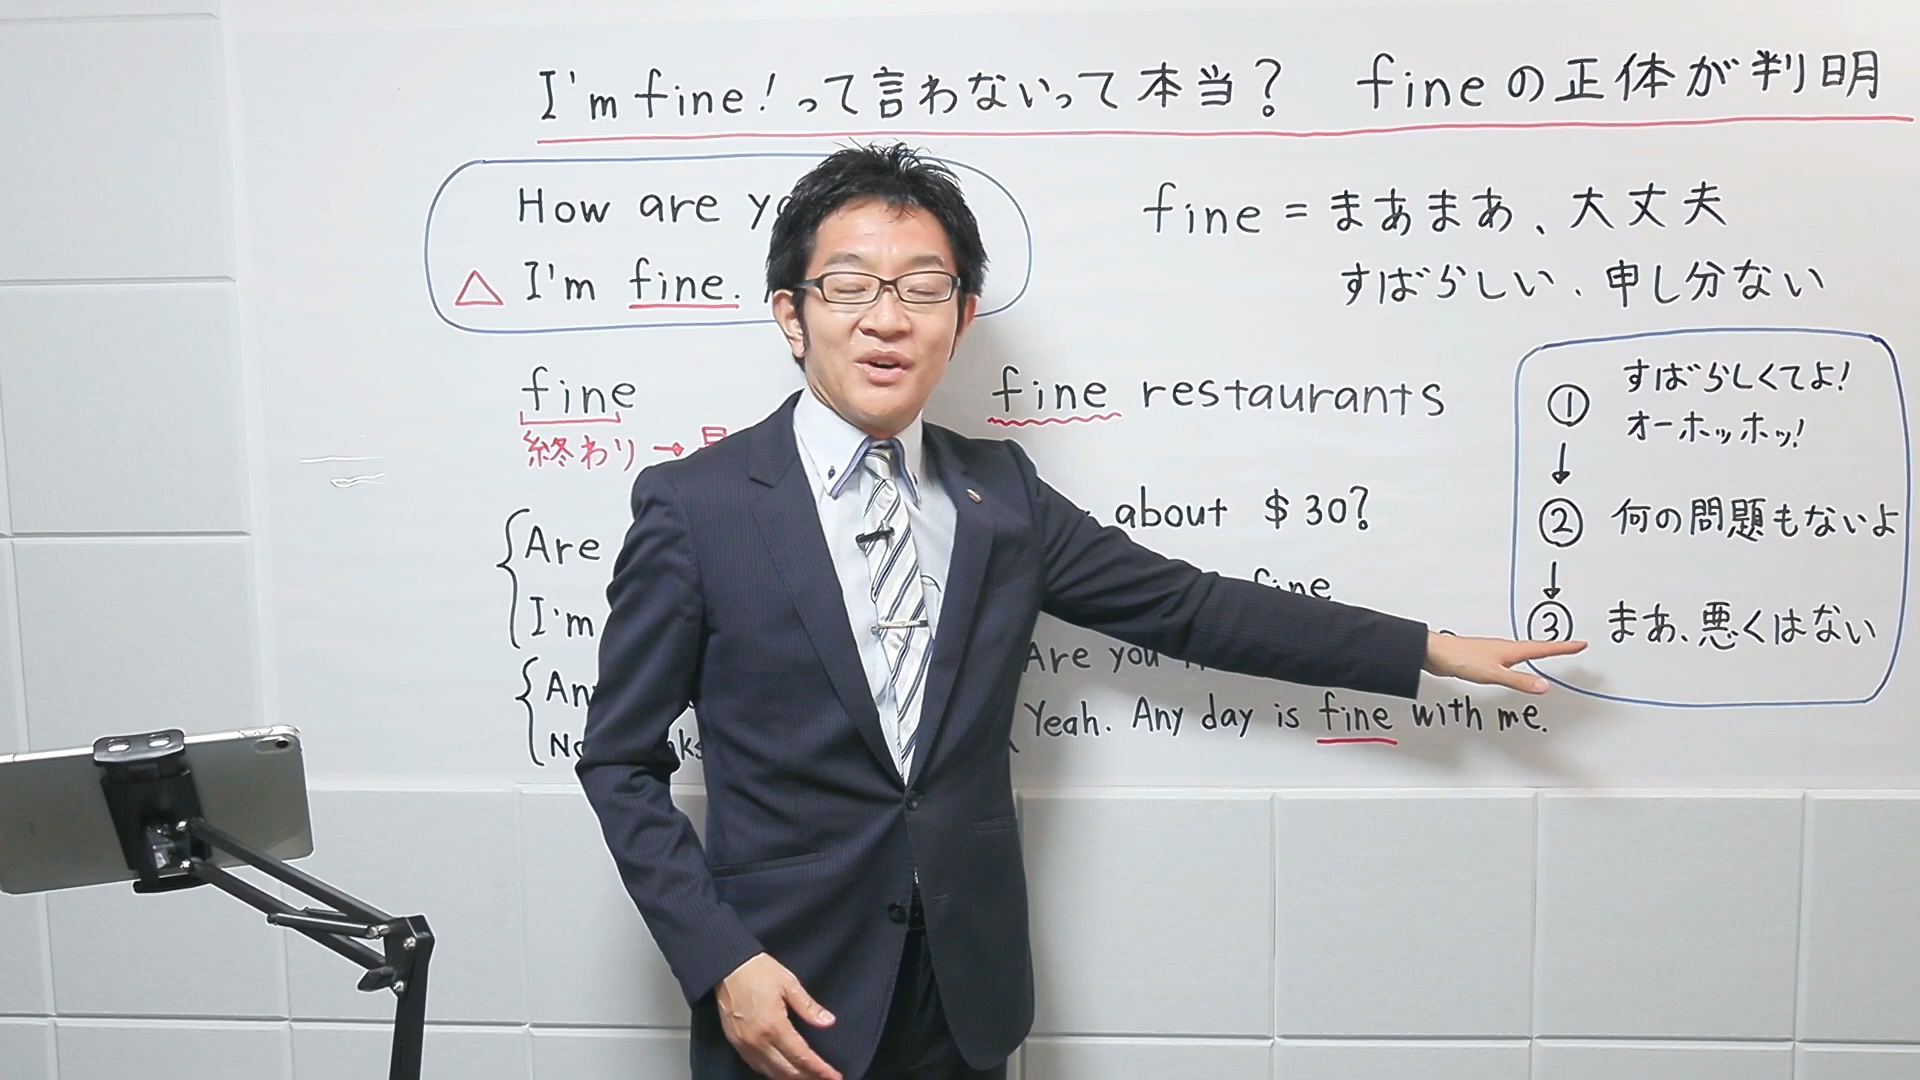 I'm fine!って言わないって本当? fineの正体が判明
How are
△ I'm fine.
fine
終わり →
fine = まあまあ、大丈夫
すばらしい、申し分ない
fine restaurants
about $30?
fine
Are
I'm
Are you
Yeah. Any day is fine with me.
① すばらしくてよ!
オーホッホッ!
↓
② 何の問題もないよ
↓
③ まあ、悪くはない